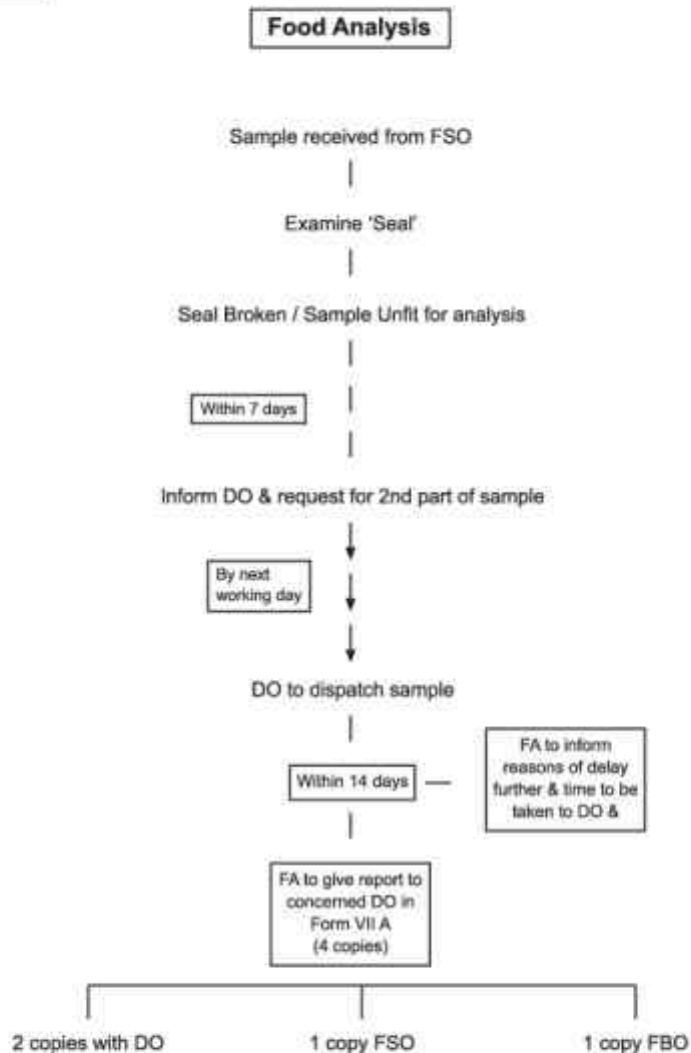 Food Analysis
Sample received from FSO
Examine 'Seal'
Seal Broken / Sample Unfit for analysis
Within 7 days
Inform DO & request for 2nd part of sample
By next
working day
DO to dispatch sample
Within 14 days
FA to inform
reasons of delay
further & time to be
taken to DO &
FA to give report to
concerned DO in
Form VII A
(4 copies)
2 copies with DO
1 copy FSO
1 copy FBO